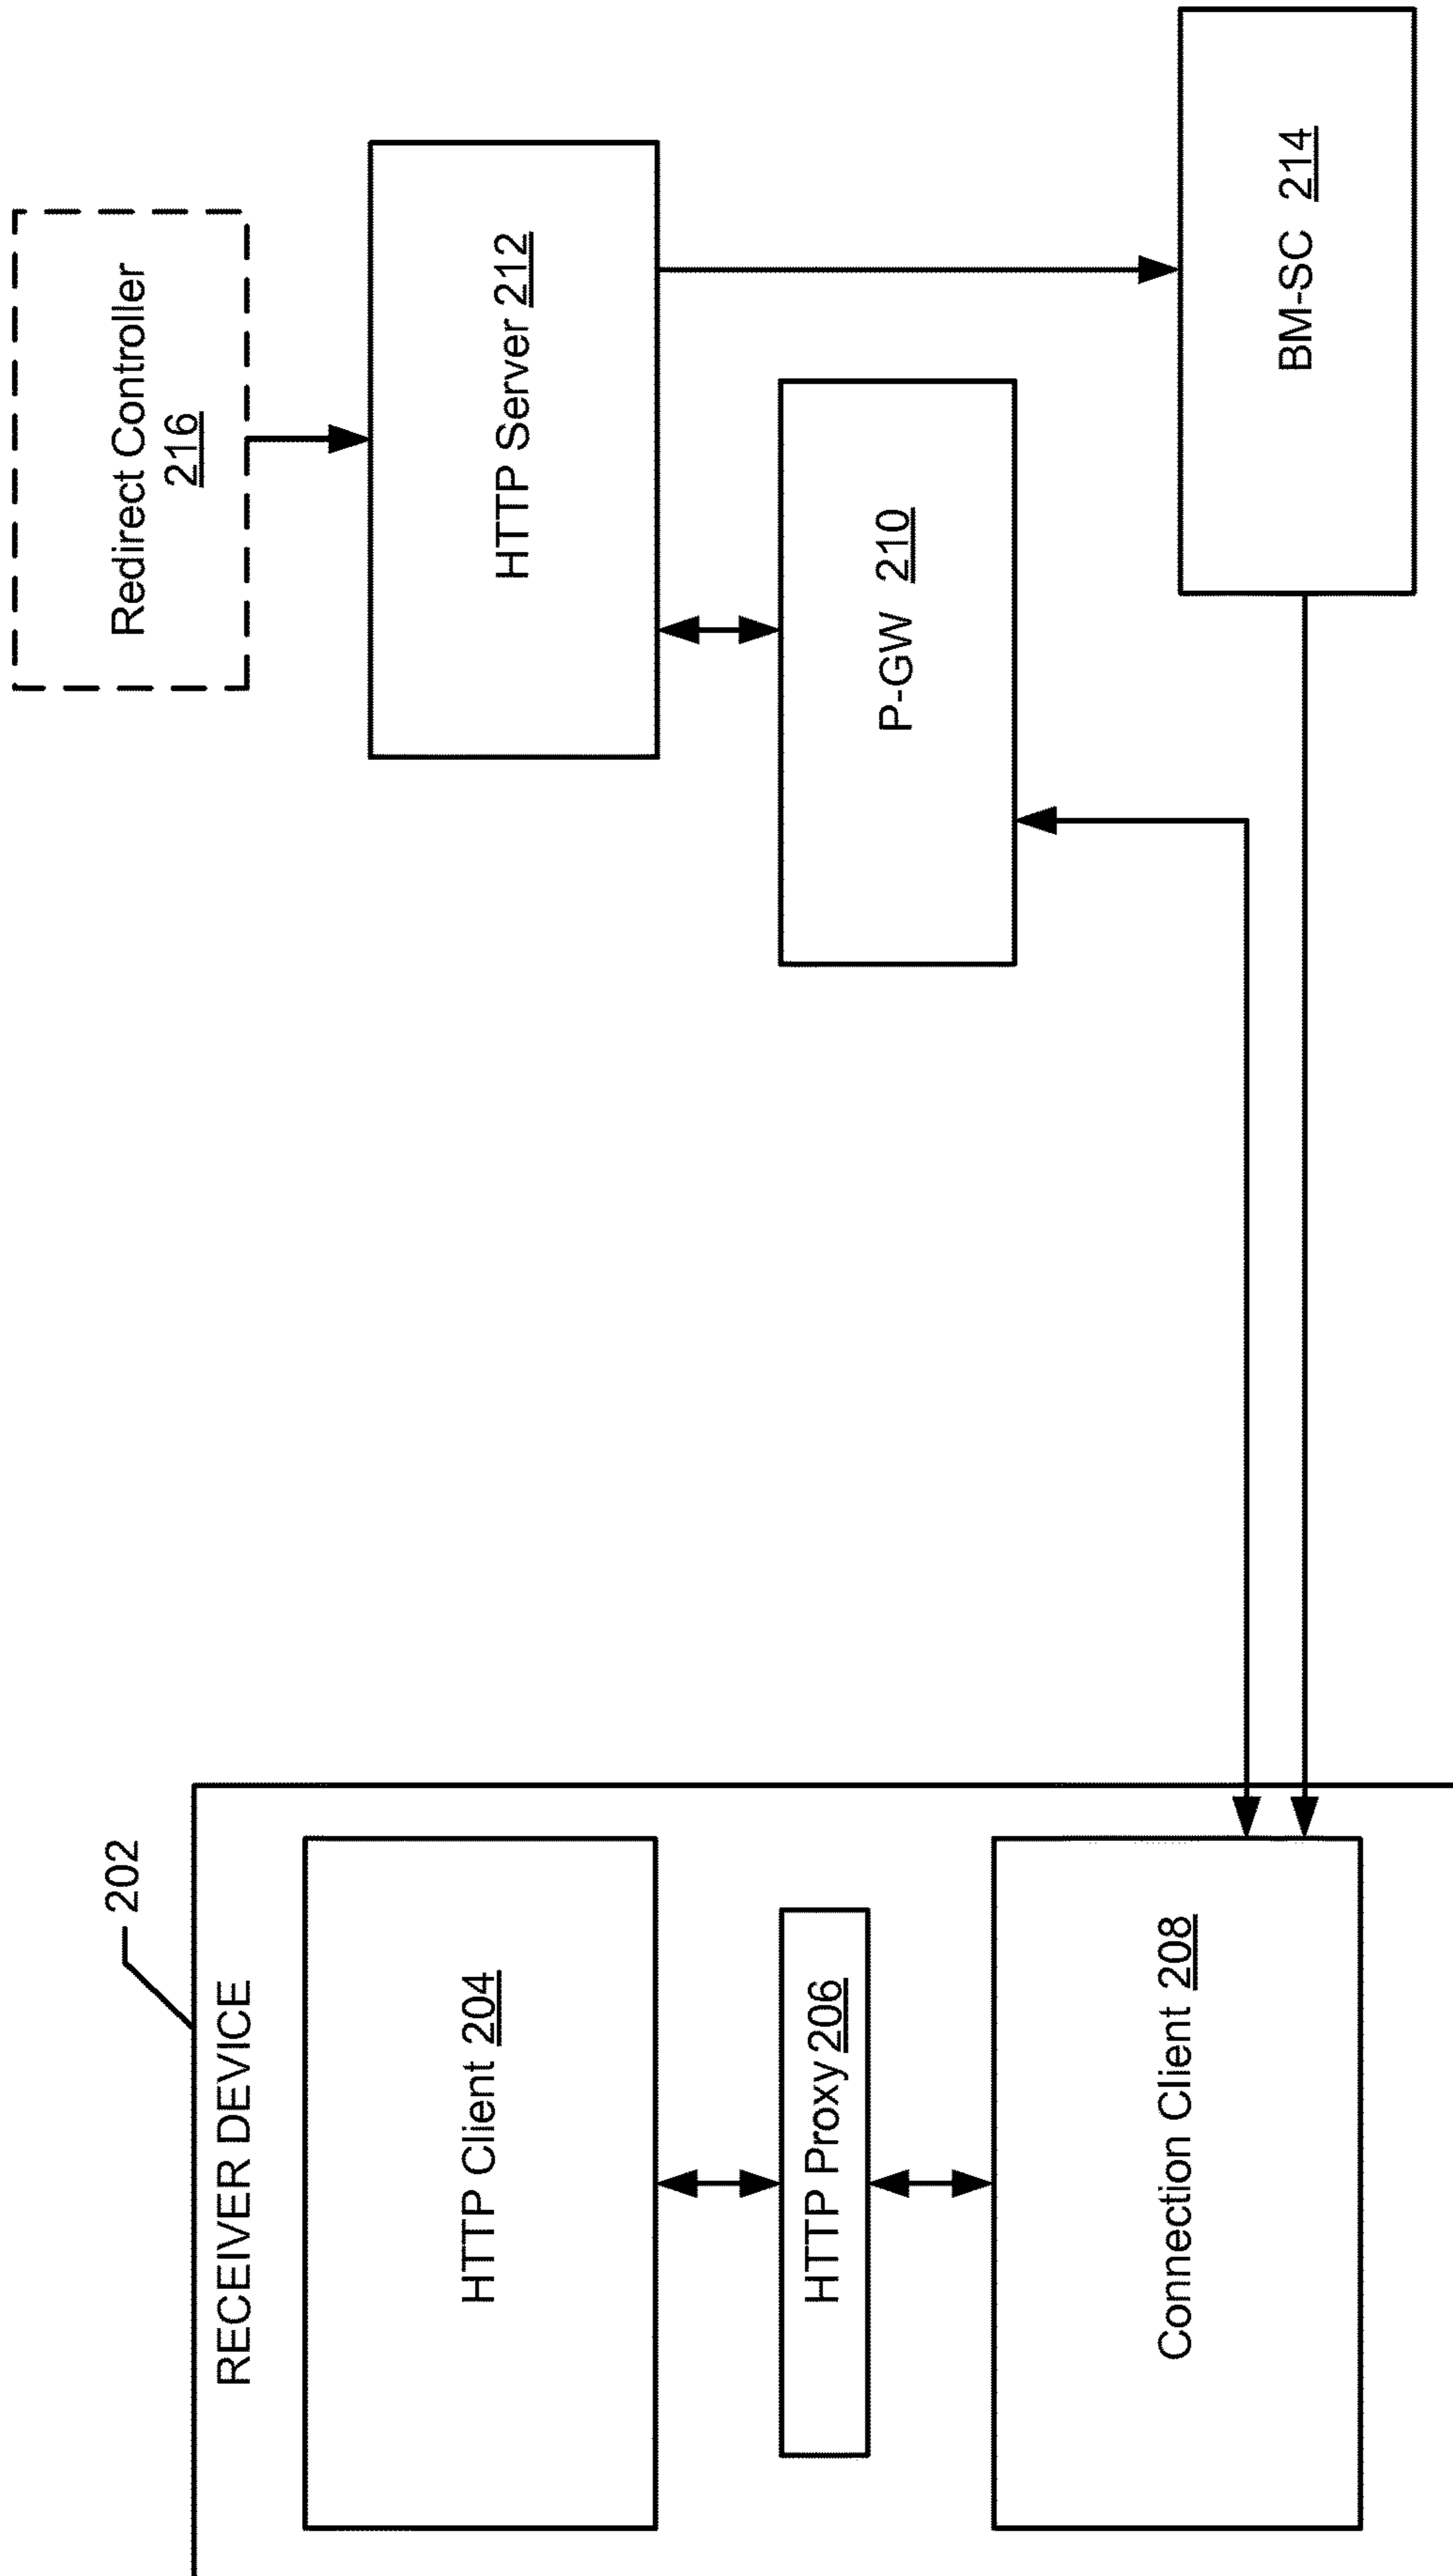 202
RECEIVER DEVICE
HTTP Client 204
HTTP Proxy 206
Connection Client 208
Redirect Controller
216
HTTP Server 212
P-GW 210
BM-SC 214